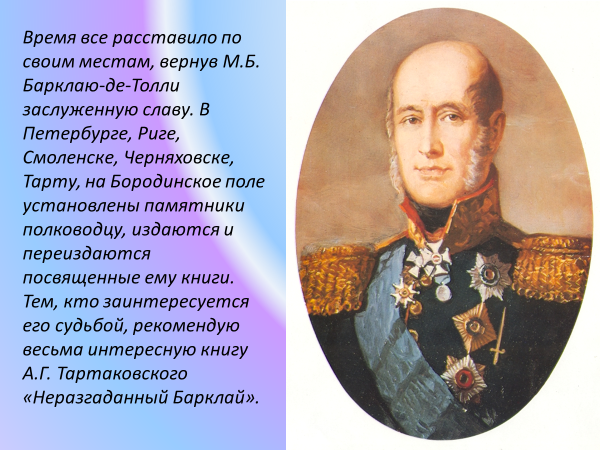 Время все расставило по
своим местам, вернув М.Б.
Барклаю-де-Толли
заслуженную славу. В
Петербурге, Риге,
Смоленске, Черняховске,
Тарту, на Бородинское поле
установлены памятники
полководцу, издаются и
переиздаются
посвященные ему книги.
Тем, кто заинтересуется
его судьбой, рекомендую
весьма интересную книгу
А.Г. Тартаковского
«Неразгаданный Барклай».